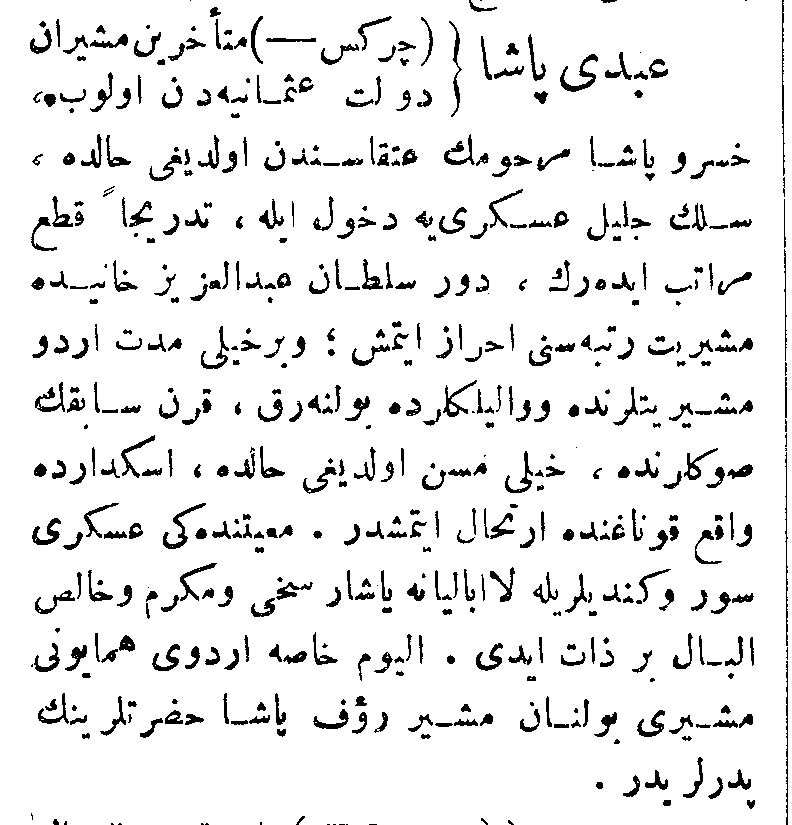 عبدی پاشا { (چركس —) متأخرین مشیران
دولت عثمانیه‌دن اولوب،
خسرو پاشا مرحومك عتقاسندن اولدیغی حالده ،
سلك جلیل عسكری‌یه دخول ایله ، تدریجاً قطع
مراتب ایده‌رك ، دور سلطان عبدالعزیز خانیده
مشیریت رتبه‌سنی احراز ایتمش ؛ وبرخیلی مدت اردو
مشیریتلرنده ووالیلكلرده بولنه‌رق ، قرن سابقك
صوكلرنده ، خیلی مسن اولدیغی حالده ، اسكدارده
واقع قوناغنده ارتحال ایتمشدر . معیتنده‌كی عسكری
سور وكندیلریله لاابالیانه یاشار سخی ومكرم وخالص
البال بر ذات ایدی . الیوم خاصه اردوی همایونی
مشیری بولنان مشیر رؤف پاشا حضرتلرینك
پدرلریدر .